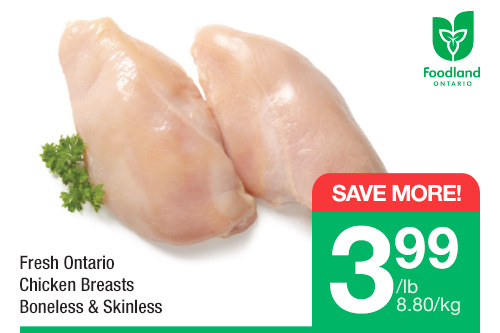 Foodland
ONTARIO
SAVE MORE!
3.99
/lb
8.80/kg
Fresh Ontario
Chicken Breasts
Boneless & Skinless